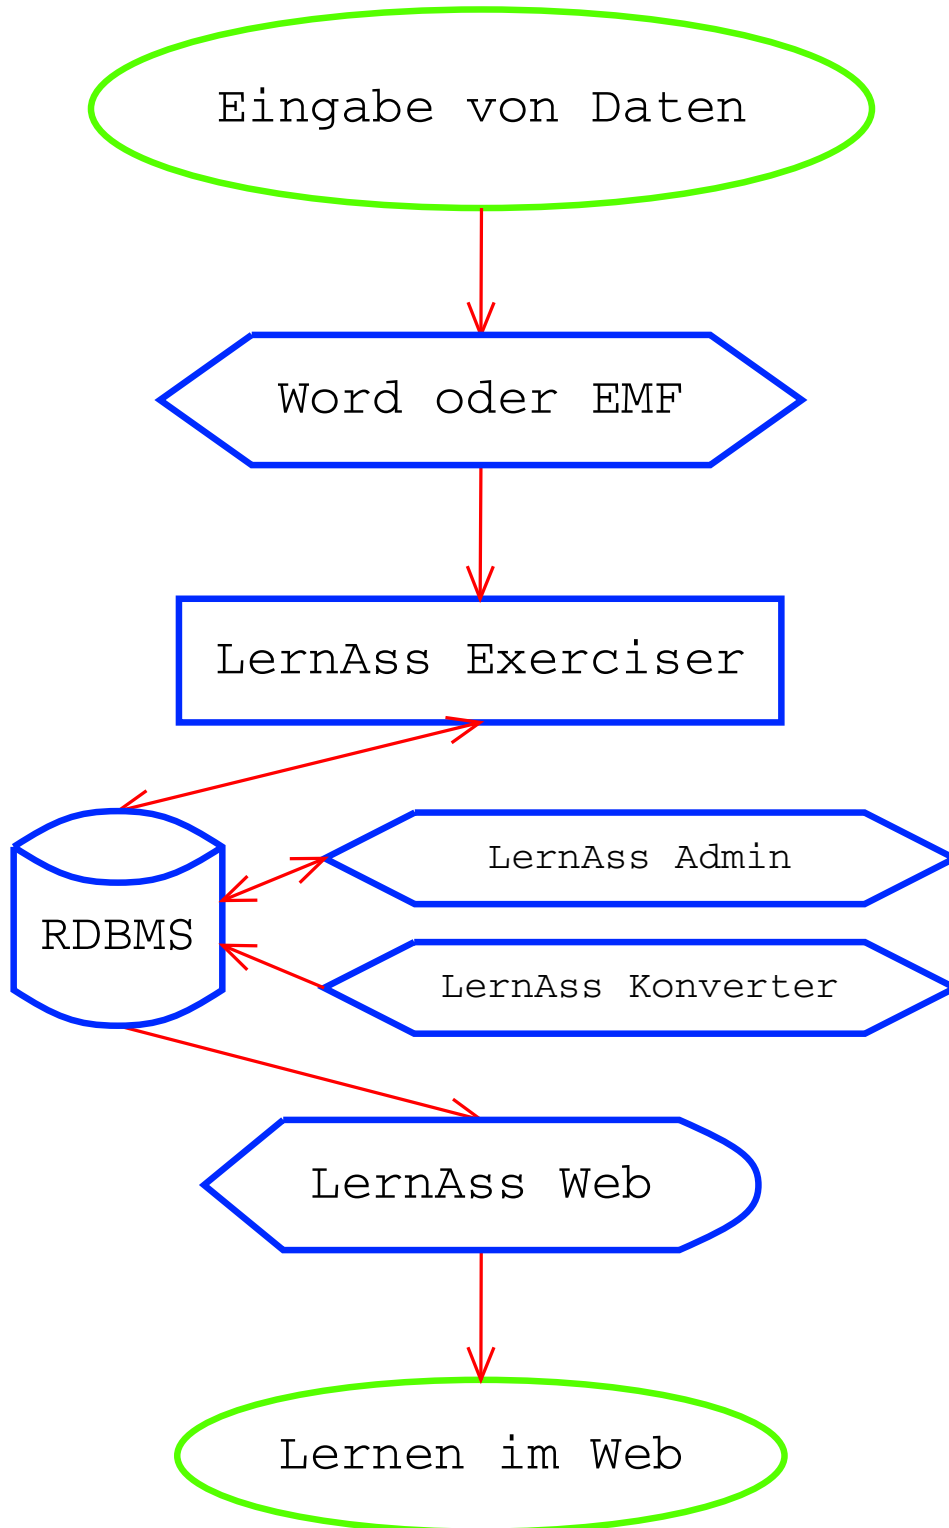 Eingabe von Daten
Word oder EMF
LernAss Exerciser
LernAss Admin
RDBMS
LernAss Konverter
LernAss Web
Lernen im Web